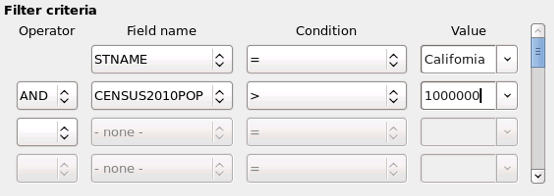 Filter criteria
Operator Field name Condition Value
STNAME = California
AND CENSUS2010POP > 1000000
- none - =
- none - =